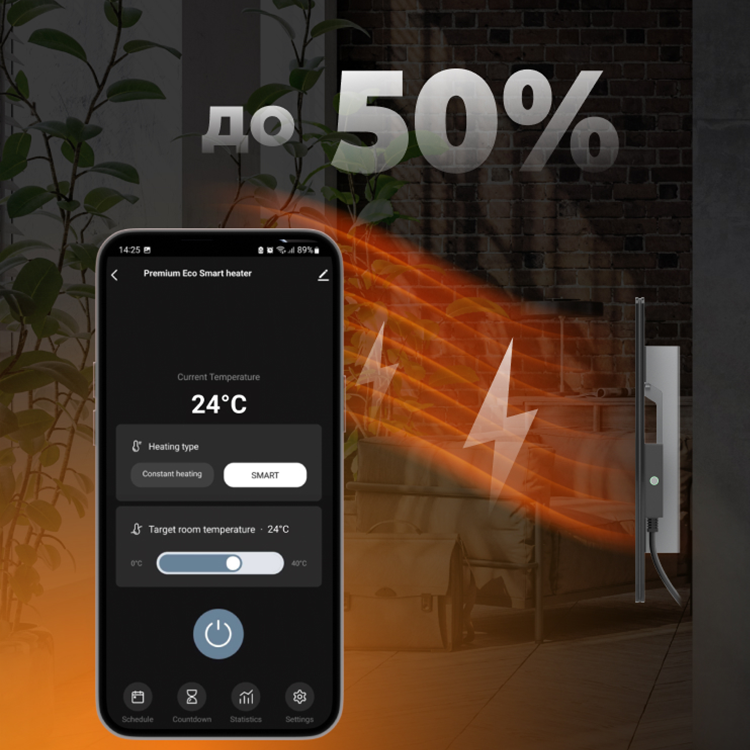 до 50%
14:25 89%
Premium Eco Smart heater
Current Temperature
24°C
Heating type
Constant heating SMART
Target room temperature · 24°C
0°C 40°C
Schedule Countdown Statistics Settings